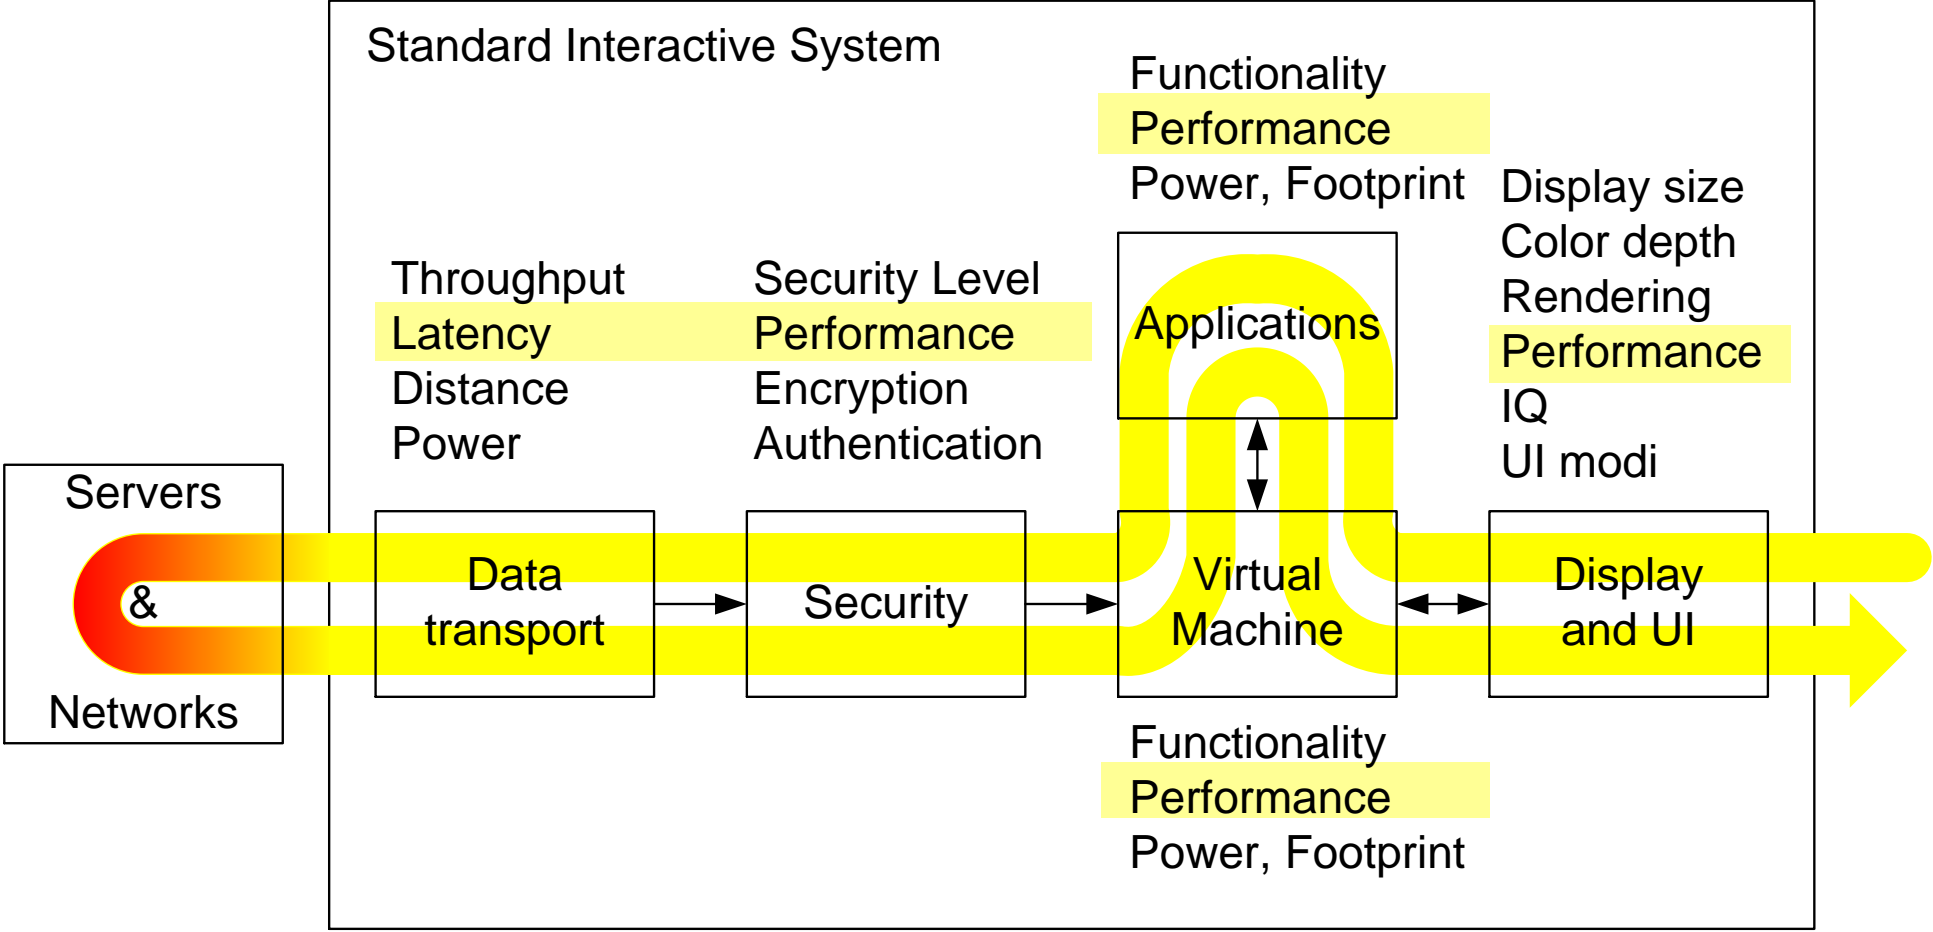 Standard Interactive System
Functionality
Performance
Power, Footprint
Display size
Color depth
Rendering
Performance
IQ
UI modi
Throughput
Latency
Distance
Power
Security Level
Performance
Encryption
Authentication
Applications
Servers
&
Networks
Data
transport
Security
Virtual
Machine
Display
and UI
Functionality
Performance
Power, Footprint